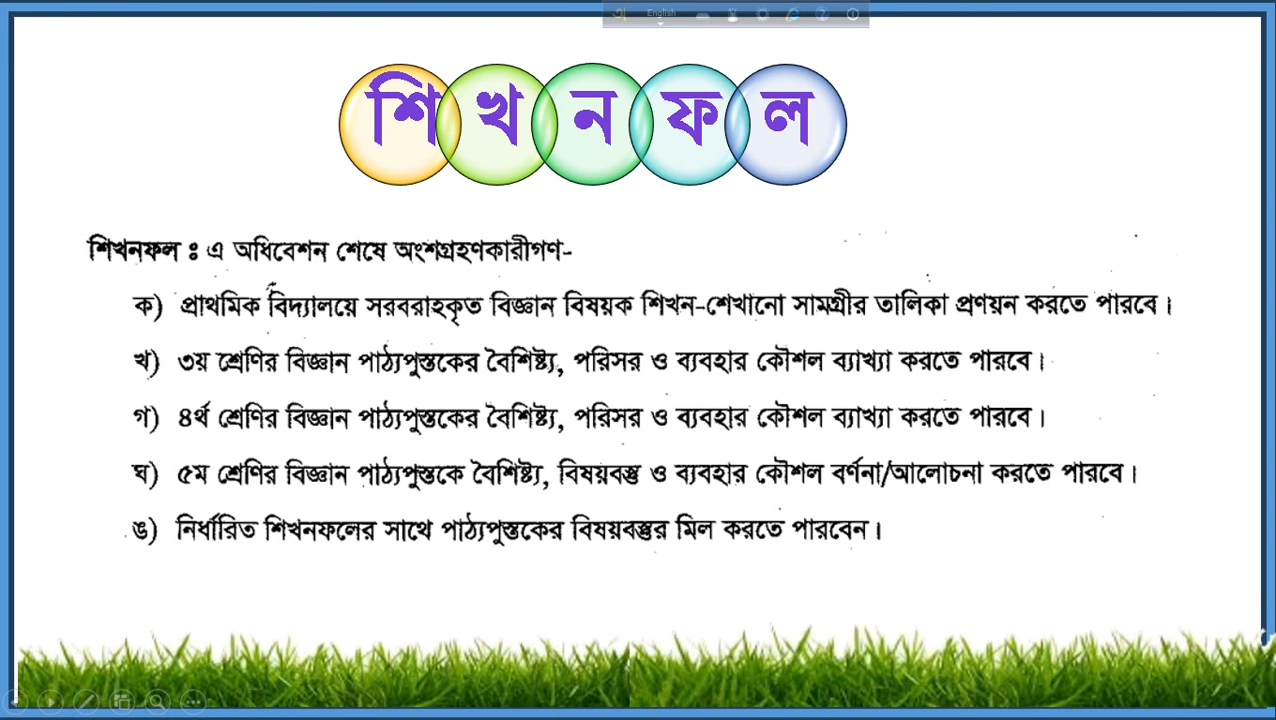 English
শিখনফল
শিখনফল ঃ এ অধিবেশন শেষে অংশগ্রহণকারীগণ-
ক) প্রাথমিক বিদ্যালয়ে সরবরাহকৃত বিজ্ঞান বিষয়ক শিখন-শেখানো সামগ্রীর তালিকা প্রণয়ন করতে পারবে।
খ) ৩য় শ্রেণির বিজ্ঞান পাঠ্যপুস্তকের বৈশিষ্ট্য, পরিসর ও ব্যবহার কৌশল ব্যাখ্যা করতে পারবে।
গ) ৪র্থ শ্রেণির বিজ্ঞান পাঠ্যপুস্তকের বৈশিষ্ট্য, পরিসর ও ব্যবহার কৌশল ব্যাখ্যা করতে পারবে।
ঘ) ৫ম শ্রেণির বিজ্ঞান পাঠ্যপুস্তকে বৈশিষ্ট্য, বিষয়বস্তু ও ব্যবহার কৌশল বর্ণনা/আলোচনা করতে পারবে।
ঙ) নির্ধারিত শিখনফলের সাথে পাঠ্যপুস্তকের বিষয়বস্তুর মিল করতে পারবেন।